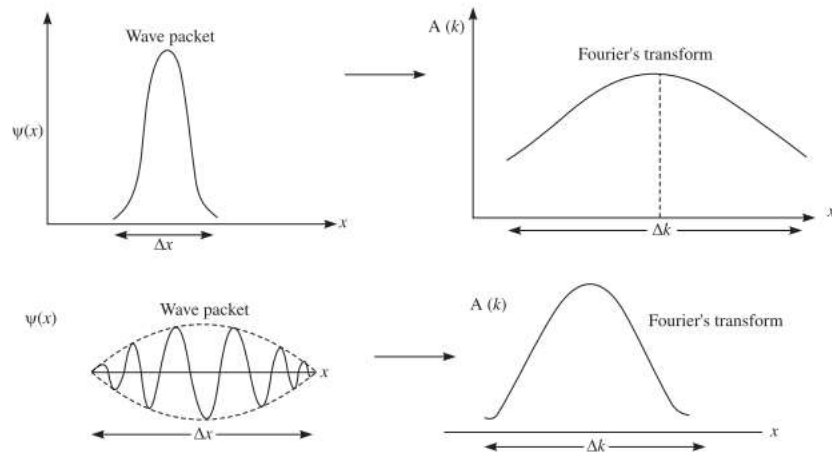 Wave packet
ψ(x)
x
Δx
A (k)
Fourier's transform
x
Δk
ψ(x)
Wave packet
x
Δx
A (k)
Fourier's transform
x
Δk